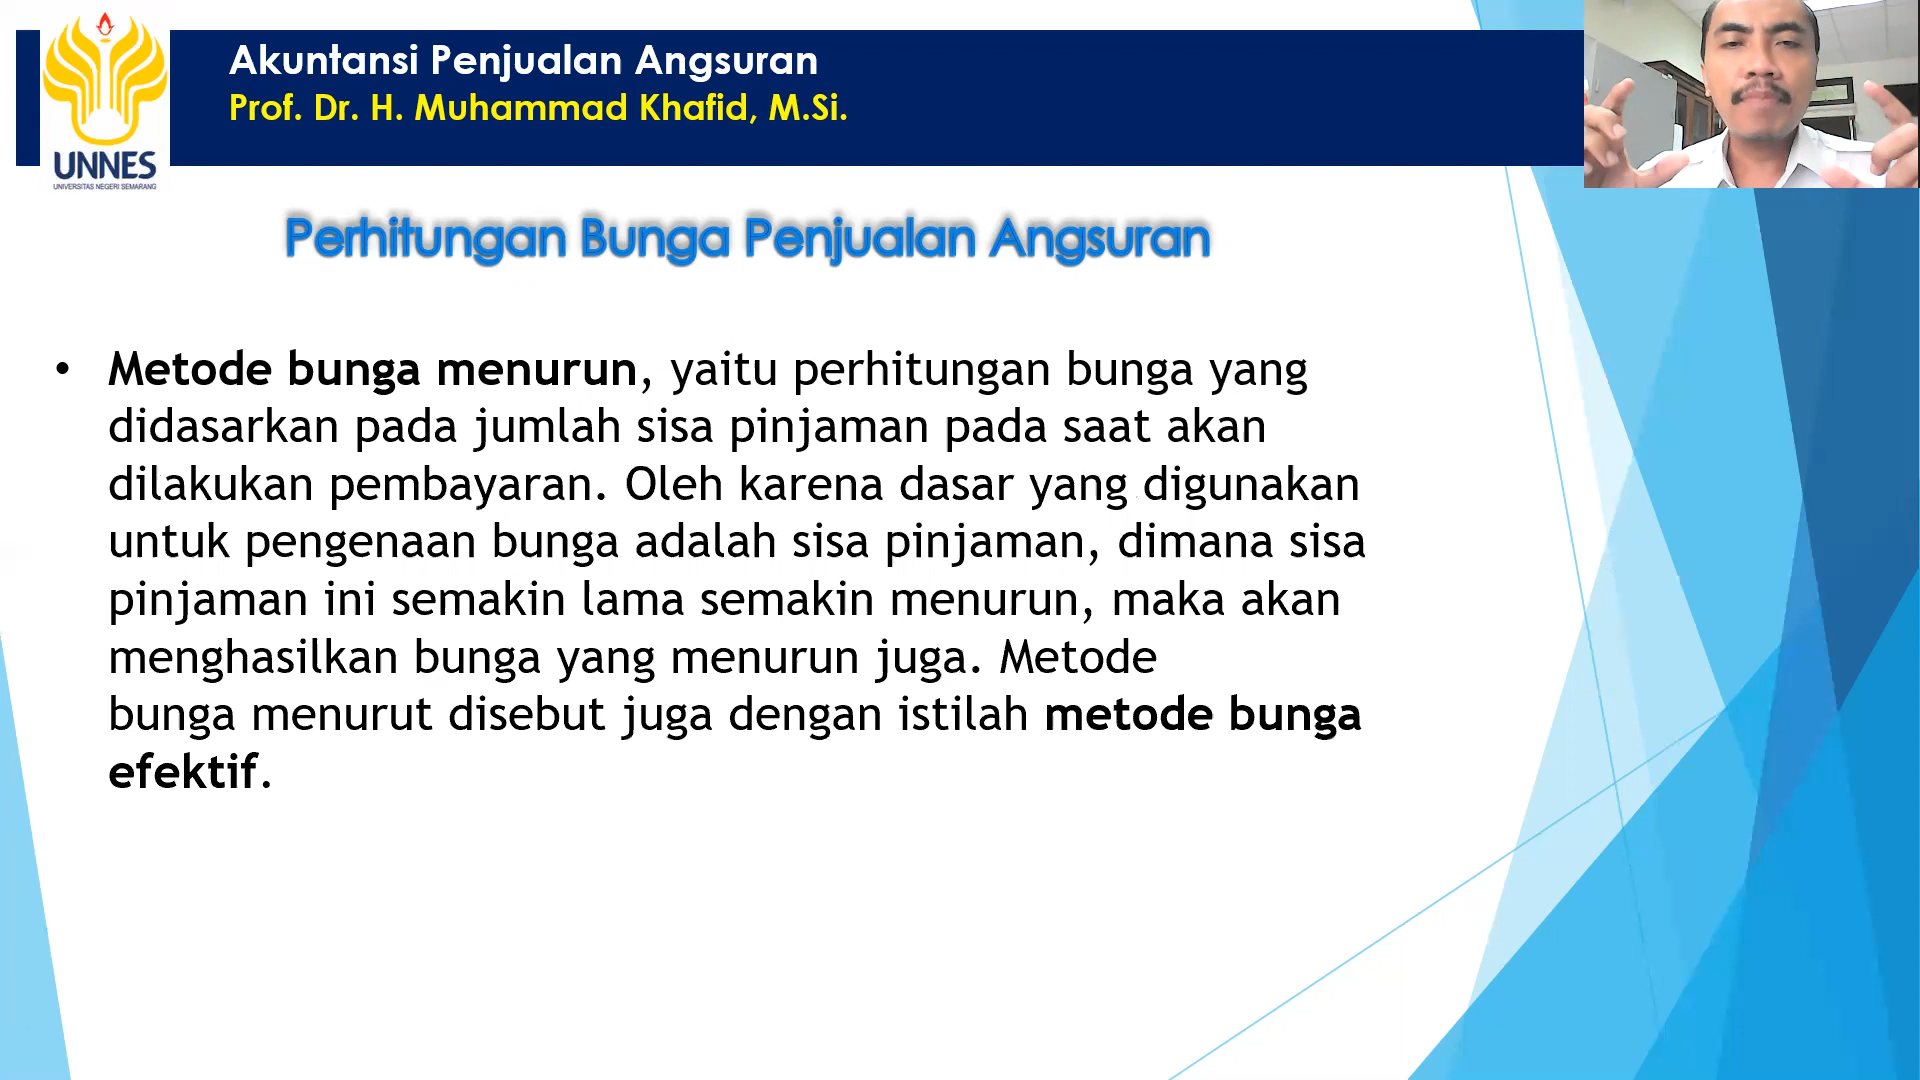 Akuntansi Penjualan Angsuran
Prof. Dr. H. Muhammad Khafid, M.Si.
UNNES
UNIVERSITAS NEGERI SEMARANG
Perhitungan Bunga Penjualan Angsuran
• Metode bunga menurun, yaitu perhitungan bunga yang
didasarkan pada jumlah sisa pinjaman pada saat akan
dilakukan pembayaran. Oleh karena dasar yang digunakan
untuk pengenaan bunga adalah sisa pinjaman, dimana sisa
pinjaman ini semakin lama semakin menurun, maka akan
menghasilkan bunga yang menurun juga. Metode
bunga menurut disebut juga dengan istilah metode bunga
efektif.